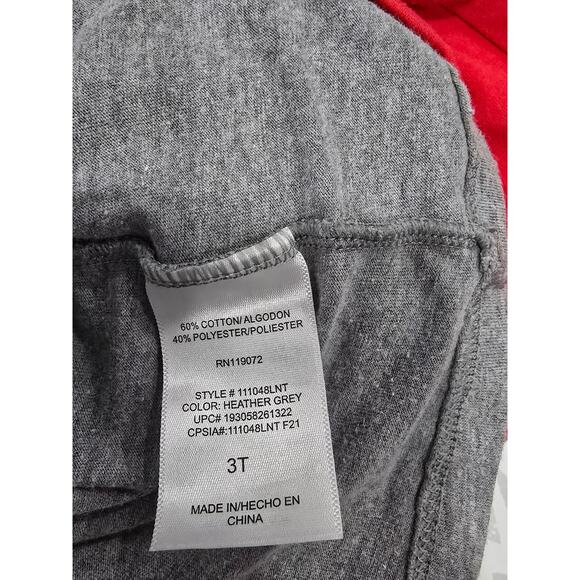 60% COTTON/ALGODON
40% POLYESTER/POLIESTER
RN119072
STYLE # 111048LNT
COLOR: HEATHER GREY
UPC# 193058261322
CPSIA#:111048LNT F21
3T
MADE IN/HECHO EN
CHINA